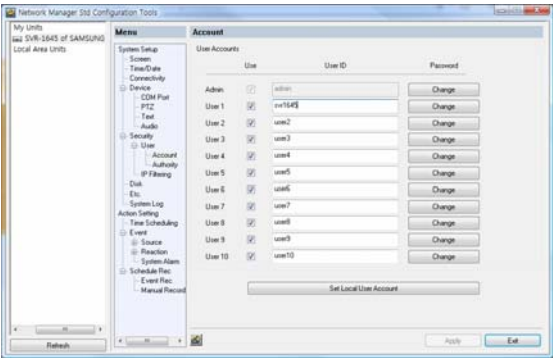 Network Manager Std Configuration Tools
My Units
SVR-1645 of SAMSUNG
Local Area Units
Refresh
Menu
System Setup
Screen
Time/Date
Connectivity
Device
COM Port
PTZ
Text
Audio
Security
User
Account
Authority
IP Filtering
Disk
Etc.
System Log
Action Setting
Time Scheduling
Event
Source
Reaction
System Alarm
Schedule Rec
Event Rec
Manual Record
Account
User Accounts
Use User ID Password
Admin admin Change
User 1 svr1645 Change
User 2 user2 Change
User 3 user3 Change
User 4 user4 Change
User 5 user5 Change
User 6 user6 Change
User 7 user7 Change
User 8 user8 Change
User 9 user9 Change
User 10 user10 Change
Set Local User Account
Apply Exit